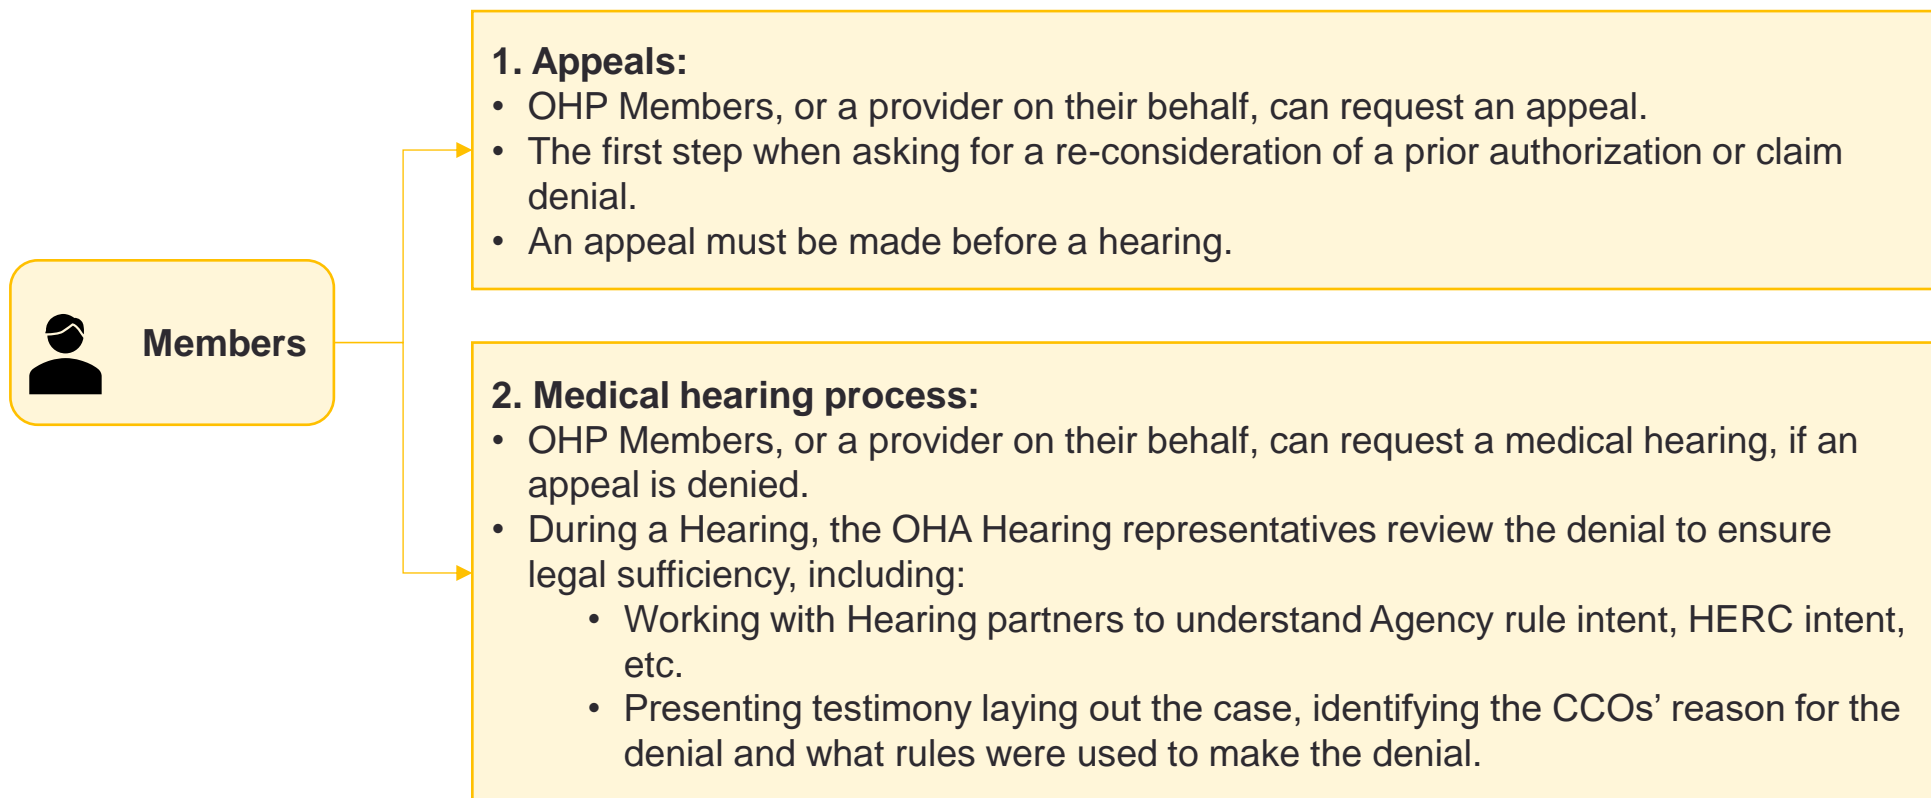 Members
1. Appeals:
• OHP Members, or a provider on their behalf, can request an appeal.
• The first step when asking for a re-consideration of a prior authorization or claim
denial.
• An appeal must be made before a hearing.
2. Medical hearing process:
• OHP Members, or a provider on their behalf, can request a medical hearing, if an
appeal is denied.
• During a Hearing, the OHA Hearing representatives review the denial to ensure
legal sufficiency, including:
• Working with Hearing partners to understand Agency rule intent, HERC intent,
etc.
• Presenting testimony laying out the case, identifying the CCOs’ reason for the
denial and what rules were used to make the denial.